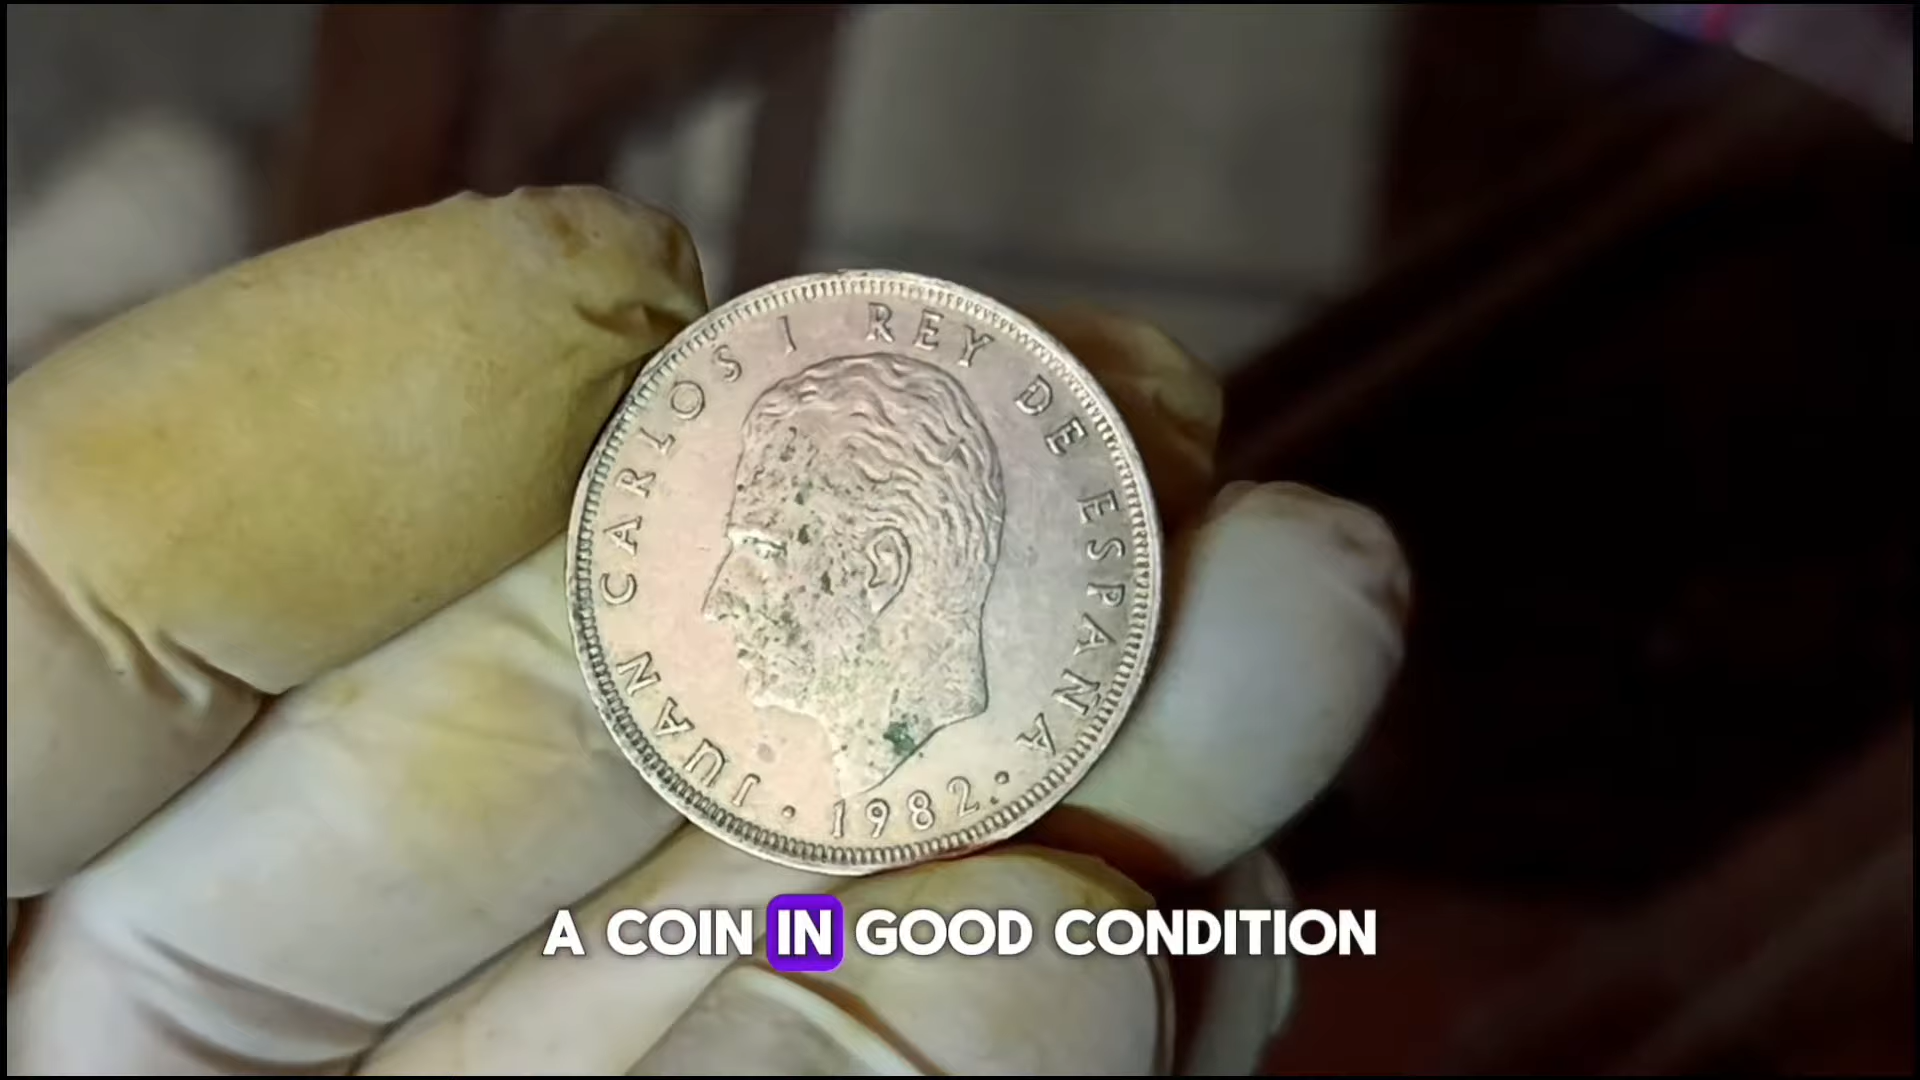 JUAN CARLOS I REY DE ESPAÑA
• 1982 •
A COIN IN GOOD CONDITION